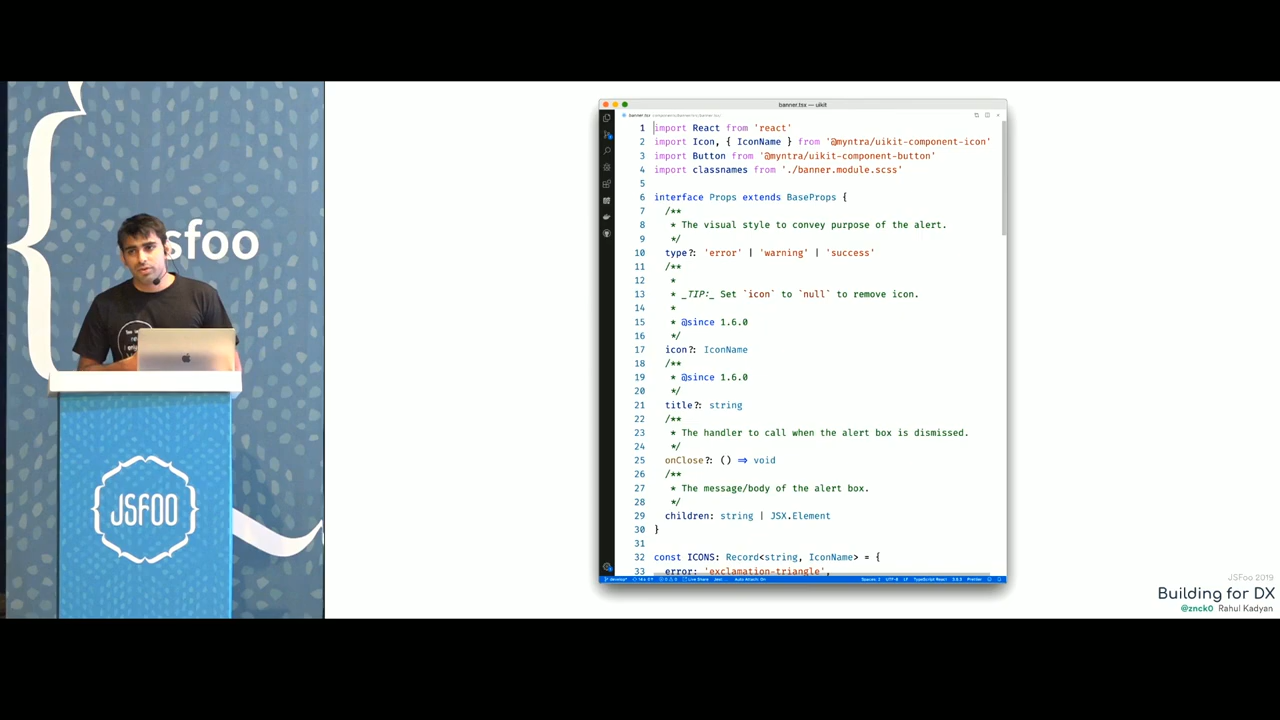 jsfoo
JSFOO
banner.tsx — uikit
1 import React from 'react'
2 import Icon, { IconName } from '@myntra/uikit-component-icon'
3 import Button from '@myntra/uikit-component-button'
4 import classnames from './banner.module.scss'
5
6 interface Props extends BaseProps {
7 /**
8 * The visual style to convey purpose of the alert.
9 */
10 type?: 'error' | 'warning' | 'success'
11 /**
12 *
13 * _TIP:_ Set `icon` to `null` to remove icon.
14 *
15 * @since 1.6.0
16 */
17 icon?: IconName
18 /**
19 * @since 1.6.0
20 */
21 title?: string
22 /**
23 * The handler to call when the alert box is dismissed.
24 */
25 onClose?: () => void
26 /**
27 * The message/body of the alert box.
28 */
29 children: string | JSX.Element
30 }
31
32 const ICONS: Record<string, IconName> = {
33 error: 'exclamation-triangle',
JSFoo 2019
Building for DX
@znck0 Rahul Kadyan